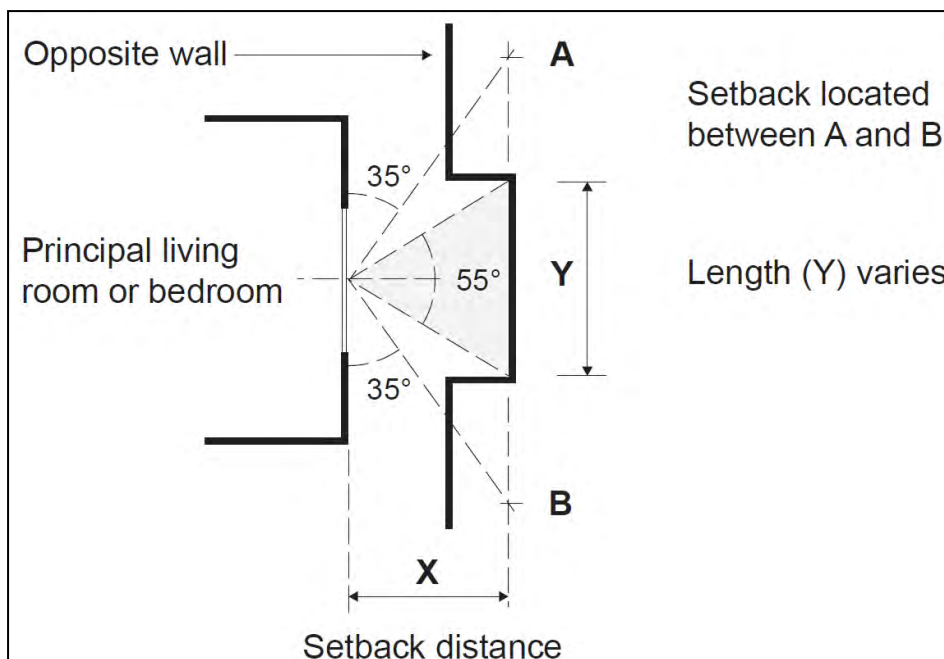 Opposite wall
A
Setback located
between A and B
35°
Principal living
room or bedroom
55°
Y
Length (Y) varies
35°
B
X
Setback distance